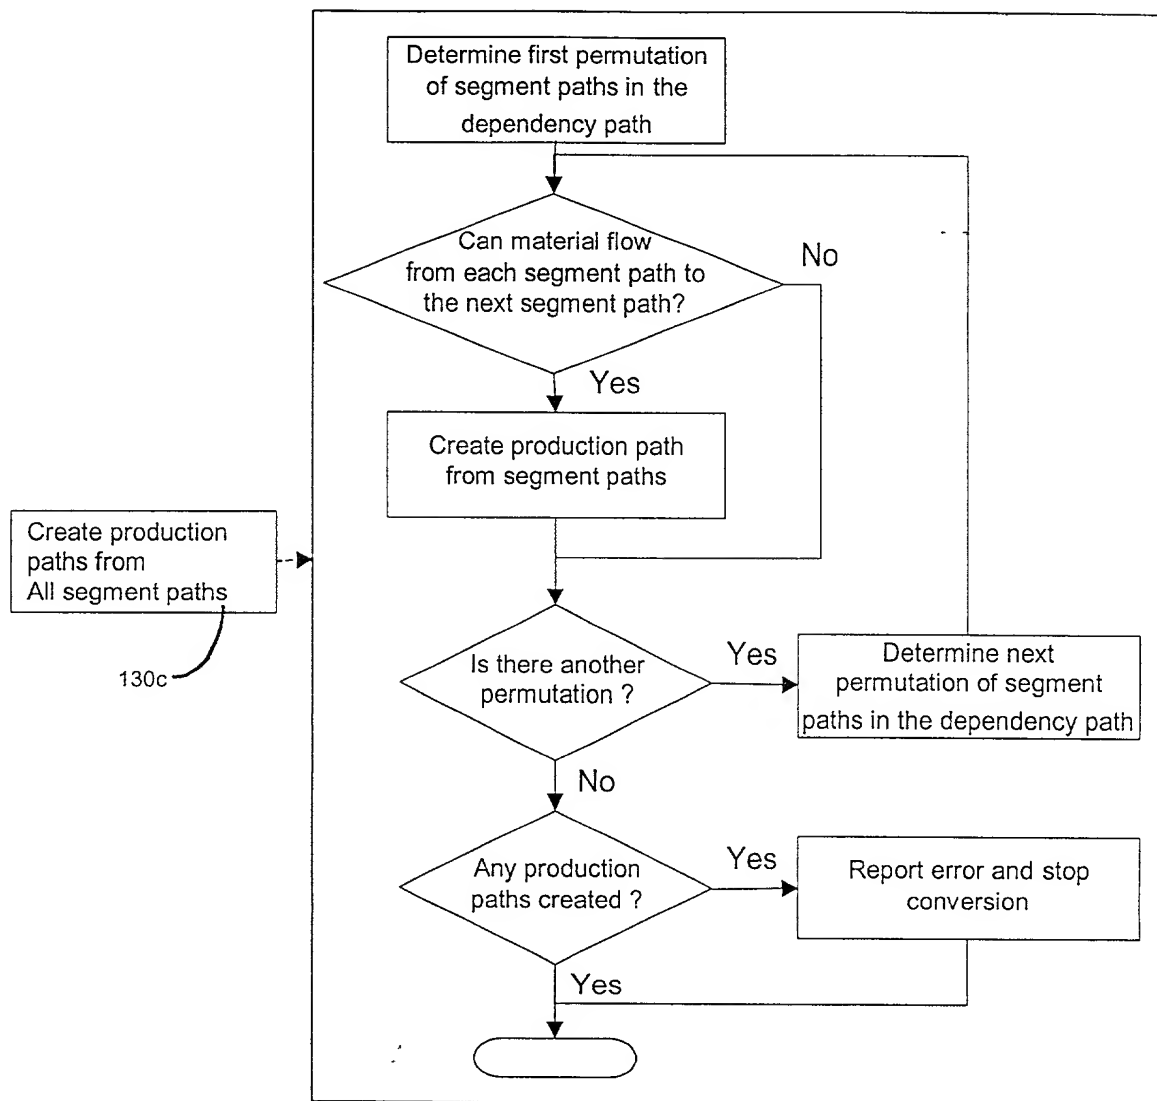 Determine first permutation
of segment paths in the
dependency path
Can material flow
from each segment path to
the next segment path?
No
Yes
Create production path
from segment paths
Create production
paths from
All segment paths
130c
Is there another
permutation ?
Yes
Determine next
permutation of segment
paths in the dependency path
No
Any production
paths created ?
Yes
Report error and stop
conversion
Yes